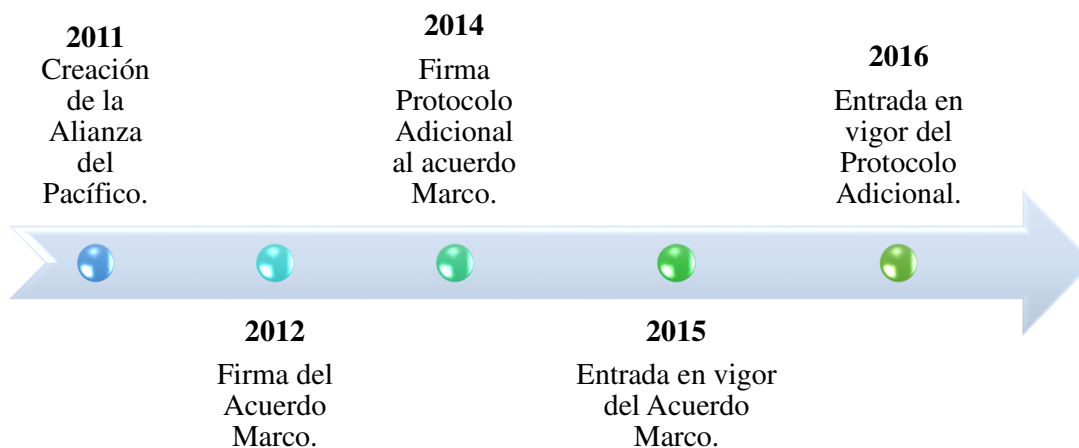 2011
Creación
de la
Alianza
del
Pacífico.
2012
Firma del
Acuerdo
Marco.
2014
Firma
Protocolo
Adicional
al acuerdo
Marco.
2015
Entrada en vigor
del Acuerdo
Marco.
2016
Entrada en
vigor del
Protocolo
Adicional.